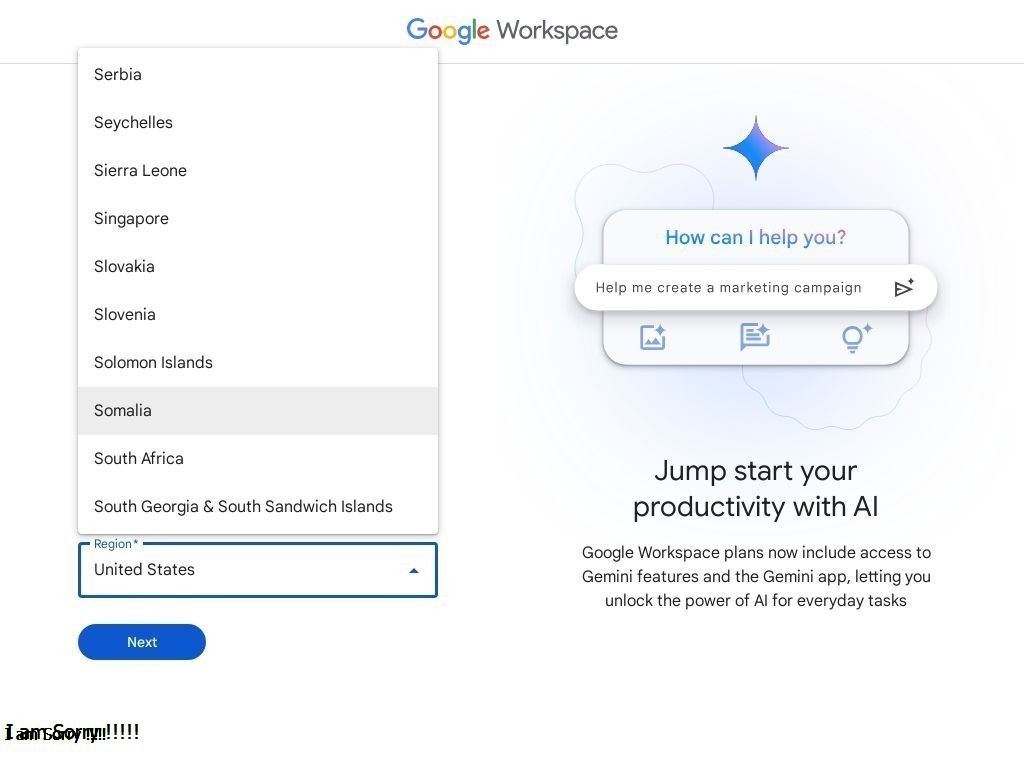 Google Workspace
Serbia
Seychelles
Sierra Leone
Singapore
Slovakia
Slovenia
Solomon Islands
Somalia
South Africa
South Georgia & South Sandwich Islands
Region*
United States
Next
How can I help you?
Help me create a marketing campaign
Jump start your
productivity with AI
Google Workspace plans now include access to
Gemini features and the Gemini app, letting you
unlock the power of AI for everyday tasks
I am Sorry !!!!!
I am Sorry !!!!!